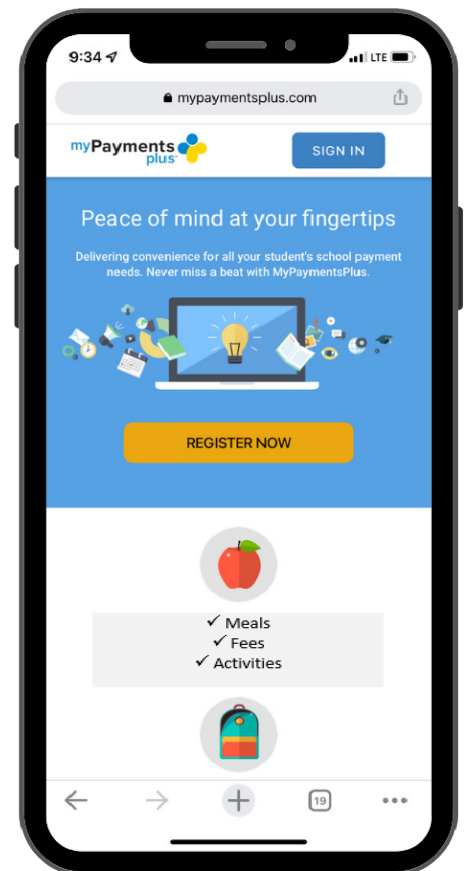 9:34
LTE
mypaymentsplus.com
myPayments
plus
SIGN IN
Peace of mind at your fingertips
Delivering convenience for all your student's school payment
needs. Never miss a beat with MyPaymentsPlus.
REGISTER NOW
✓ Meals
✓ Fees
✓ Activities
19